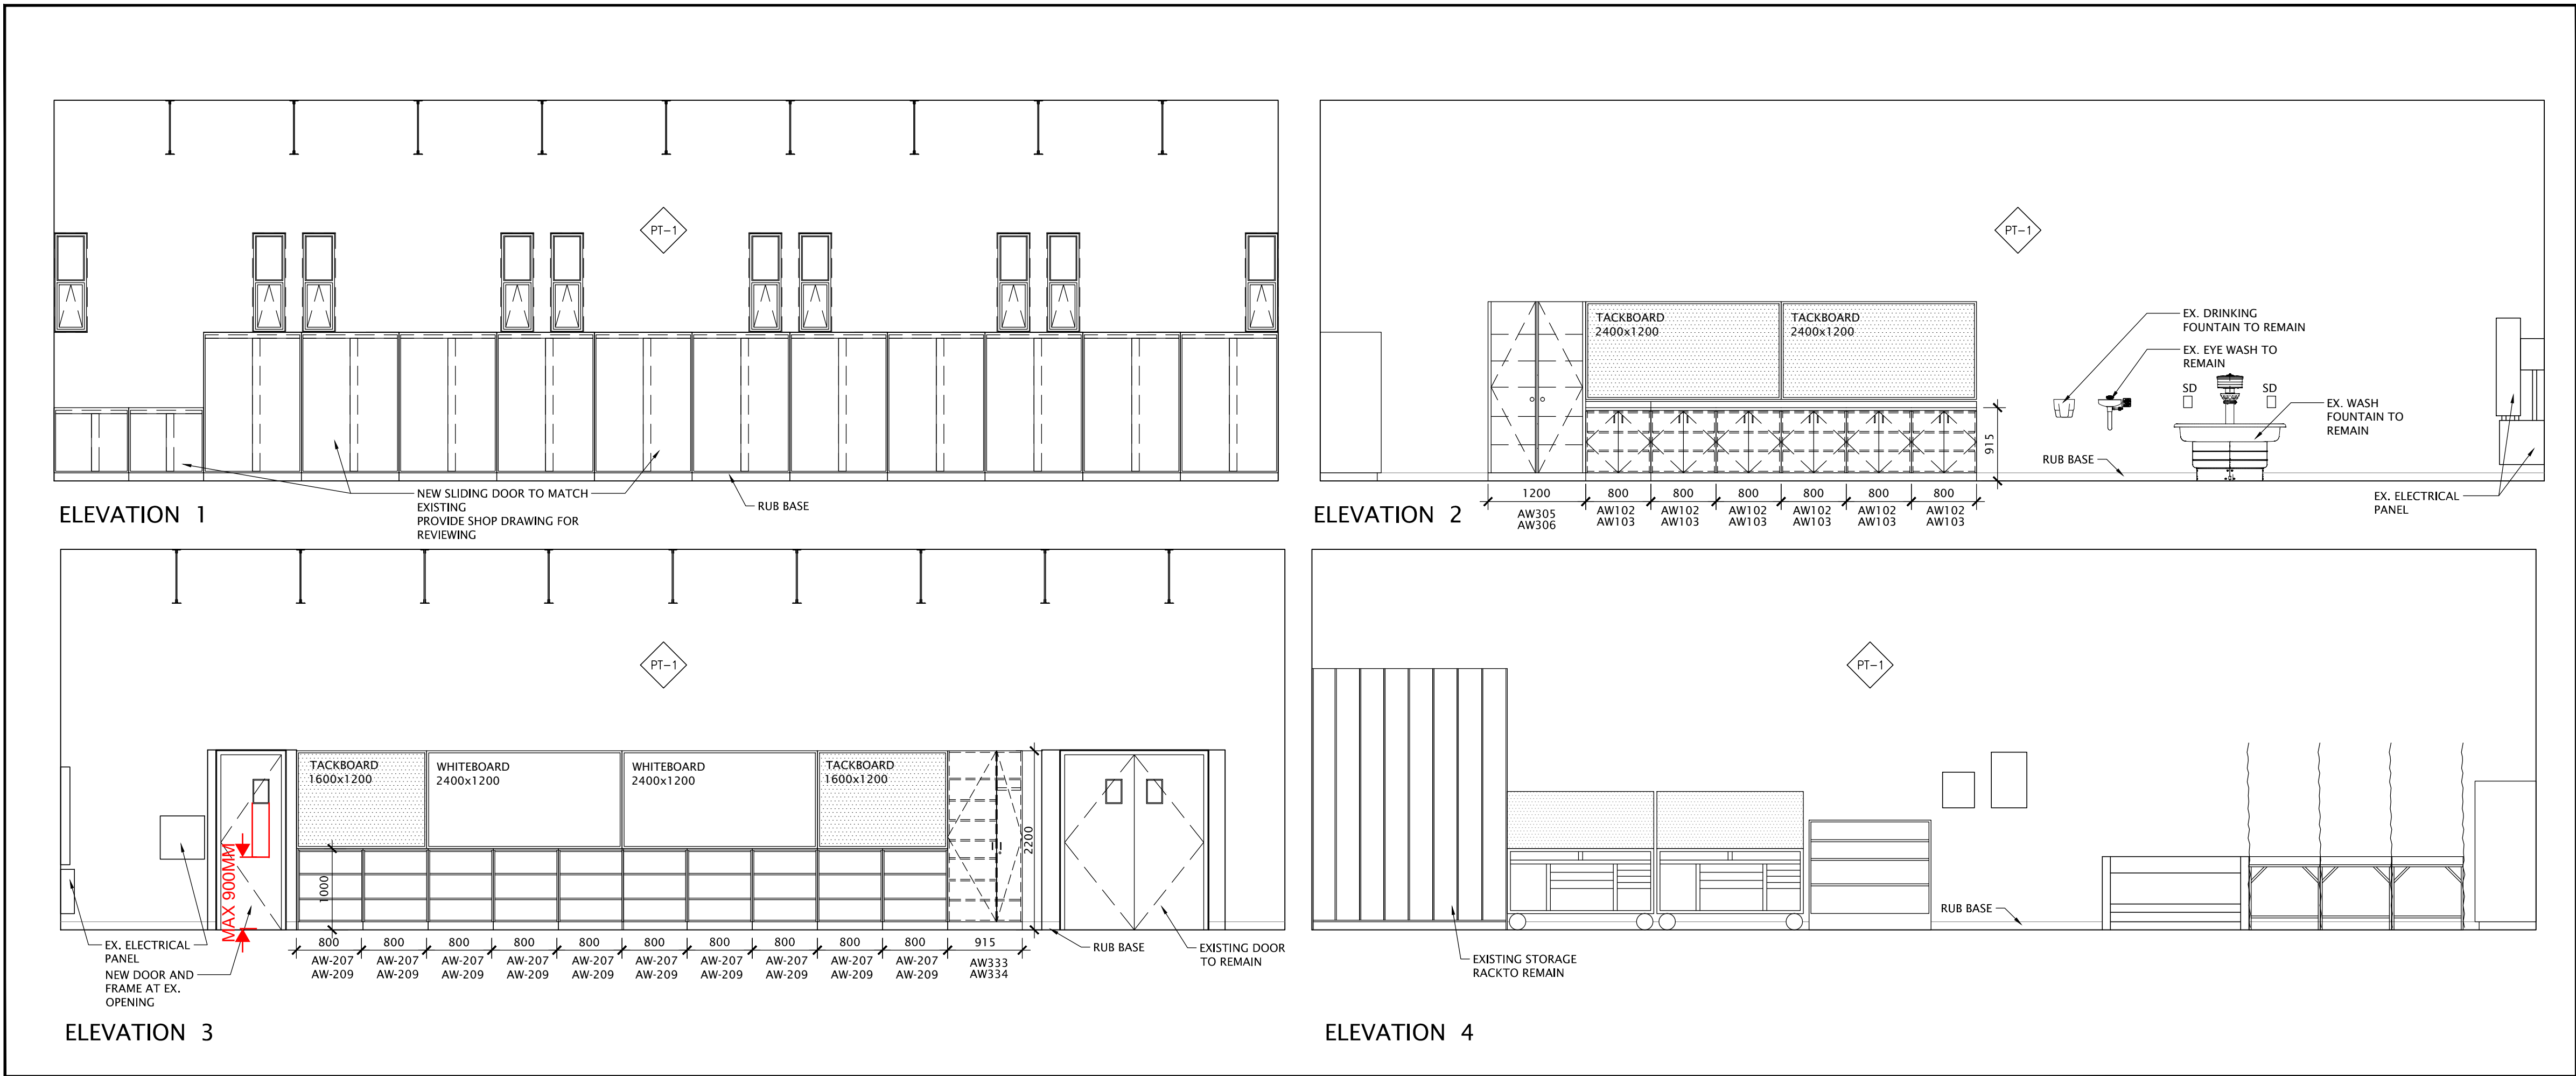 PT-1
NEW SLIDING DOOR TO MATCH
EXISTING
PROVIDE SHOP DRAWING FOR
REVIEWING
RUB BASE
ELEVATION 1
PT-1
TACKBOARD
2400x1200
TACKBOARD
2400x1200
EX. DRINKING
FOUNTAIN TO REMAIN
EX. EYE WASH TO
REMAIN
SD
SD
EX. WASH
FOUNTAIN TO
REMAIN
915
RUB BASE
EX. ELECTRICAL
PANEL
1200 800 800 800 800 800 800
AW305 AW102 AW102 AW102 AW102 AW102 AW102
AW306 AW103 AW103 AW103 AW103 AW103 AW103
ELEVATION 2
PT-1
TACKBOARD
1600x1200
WHITEBOARD
2400x1200
WHITEBOARD
2400x1200
TACKBOARD
1600x1200
MAX 900MM
1000
2200
EX. ELECTRICAL
PANEL
NEW DOOR AND
FRAME AT EX.
OPENING
800 800 800 800 800 800 800 800 800 800 915
AW-207 AW-207 AW-207 AW-207 AW-207 AW-207 AW-207 AW-207 AW-207 AW-207 AW333
AW-209 AW-209 AW-209 AW-209 AW-209 AW-209 AW-209 AW-209 AW-209 AW-209 AW334
RUB BASE
EXISTING DOOR
TO REMAIN
ELEVATION 3
PT-1
RUB BASE
EXISTING STORAGE
RACKTO REMAIN
ELEVATION 4